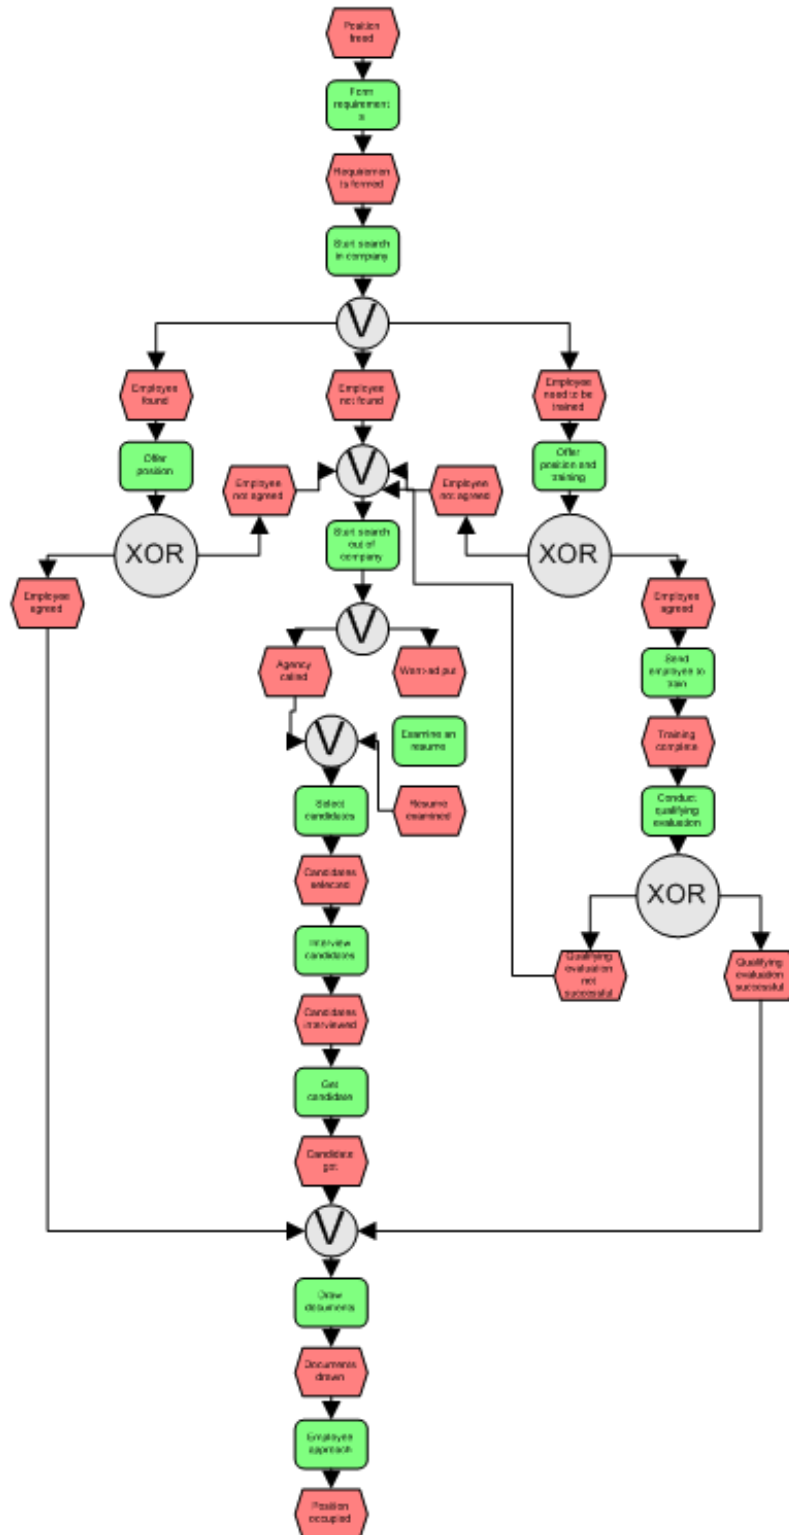 Position
freed
Form
requirement
s
Requiremen
ts formed
Start search
in company
V
Employee
found
Employee
not found
Employee
need to be
trained
Offer
position
V
Offer
position and
training
Employee
not agreed
Employee
not agreed
Start search
out of
company
XOR
XOR
Employee
agreed
Employee
agreed
V
Agency
called
Want-ad put
Send
employee to
train
V
Examine an
resume
Training
complete
Select
candidates
Resume
examined
Conduct
qualifying
evaluation
Candidates
selected
XOR
Interview
candidates
Qualifying
evaluation
not
successful
Qualifying
evaluation
successful
Candidates
interviewed
Get
candidate
Candidate
got
V
Draw
documents
Documents
drawn
Employee
approach
Position
occupied